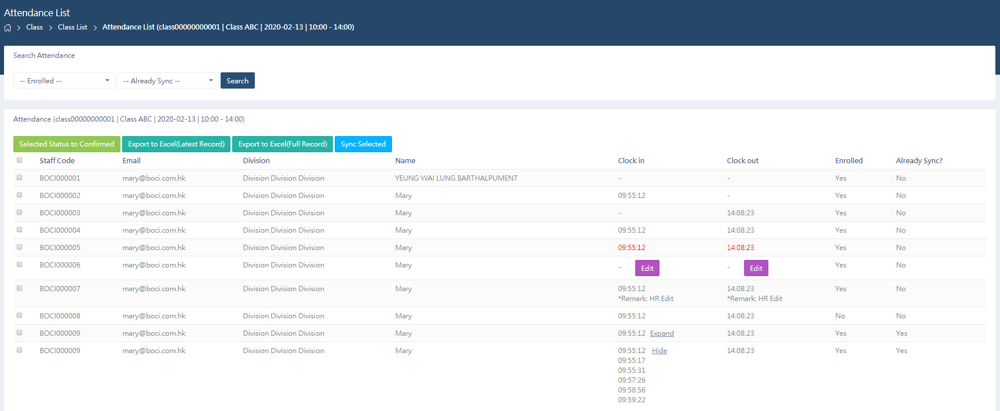 Attendance List
Class > Class List > Attendance List (class00000000001 | Class ABC | 2020-02-13 | 10:00 - 14:00)
Search Attendance
-- Enrolled -- -- Already Sync -- Search
Attendance (class00000000001 | Class ABC | 2020-02-13 | 10:00 - 14:00)
Selected Status to Confirmed Export to Excel(Latest Record) Export to Excel(Full Record) Sync Selected
Staff Code Email Division Name Clock in Clock out Enrolled Already Sync?
BOCI000001 mary@boci.com.hk Division Division Division YEUNG WAI LUNG BARTHALPUMENT - - Yes No
BOCI000002 mary@boci.com.hk Division Division Division Mary 09:55:12 - Yes No
BOCI000003 mary@boci.com.hk Division Division Division Mary - 14:08:23 Yes No
BOCI000004 mary@boci.com.hk Division Division Division Mary 09:55:12 14:08:23 Yes No
BOCI000005 mary@boci.com.hk Division Division Division Mary 09:55:12 14:08:23 Yes No
BOCI000006 mary@boci.com.hk Division Division Division Mary - Edit - Edit Yes No
BOCI000007 mary@boci.com.hk Division Division Division Mary 09:55:12 14:08:23 Yes No
*Remark: HR Edit *Remark: HR Edit
BOCI000008 mary@boci.com.hk Division Division Division Mary 09:55:12 14:08:23 No No
BOCI000009 mary@boci.com.hk Division Division Division Mary 09:55:12 Expand 14:08:23 Yes Yes
BOCI000009 mary@boci.com.hk Division Division Division Mary 09:55:12 Hide 14:08:23 Yes Yes
09:55:17
09:55:31
09:57:26
09:58:56
09:59:22